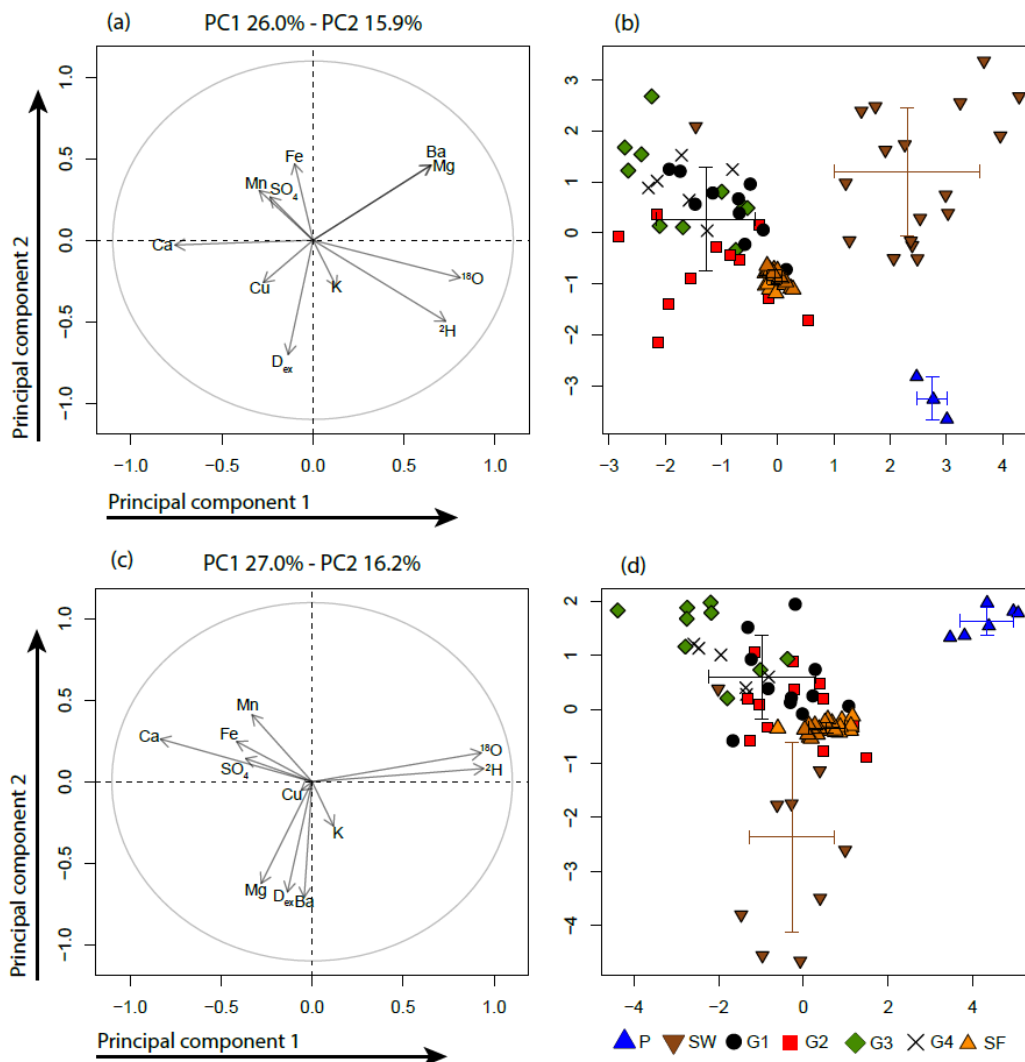 (a) PC1 26.0% - PC2 15.9% (b)
Principal component 2
1.0
0.5
0.0
−0.5
−1.0
Fe
Ba
Mg
Mn
SO4
Ca
Cu
K
18O
2H
Dex
−1.0 −0.5 0.0 0.5 1.0
Principal component 1
3
2
1
0
−1
−2
−3
−3 −2 −1 0 1 2 3 4
(c) PC1 27.0% - PC2 16.2% (d)
Principal component 2
1.0
0.5
0.0
−0.5
−1.0
Mn
Ca
Fe
SO4
18O
2H
Cu
K
Mg
Dex
Ba
−1.0 −0.5 0.0 0.5 1.0
Principal component 1
2
1
0
−1
−2
−3
−4
−4 −2 0 2 4
P SW G1 G2 G3 G4 SF